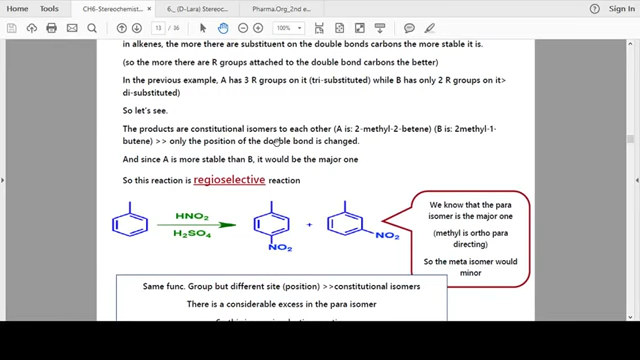 CH6-Stereochemist...
6._ (D-Lara) Stereoc...
Pharma.Org_2nd e...
Sign In
13 / 36
100%
in alkenes, the more there are substituent on the double bonds carbons the more stable it is.
(so the more there are R groups attached to the double bond carbons the better)
In the previous example, A has 3 R groups on it (tri-substituted) while B has only 2 R groups on it>
di-substituted)
So let's see.
The products are constitutional isomers to each other (A is: 2-methyl-2-betene) (B is: 2methyl-1-
butene) >> only the position of the double bond is changed.
And since A is more stable than B, it would be the major one
So this reaction is regioselective reaction
HNO2
H2SO4
+
NO2
NO2
We know that the para
isomer is the major one
(methyl is ortho para
directing)
So the meta isomer would
minor
Same func. Group but different site (position) >>constitutional isomers
There is a considerable excess in the para isomer